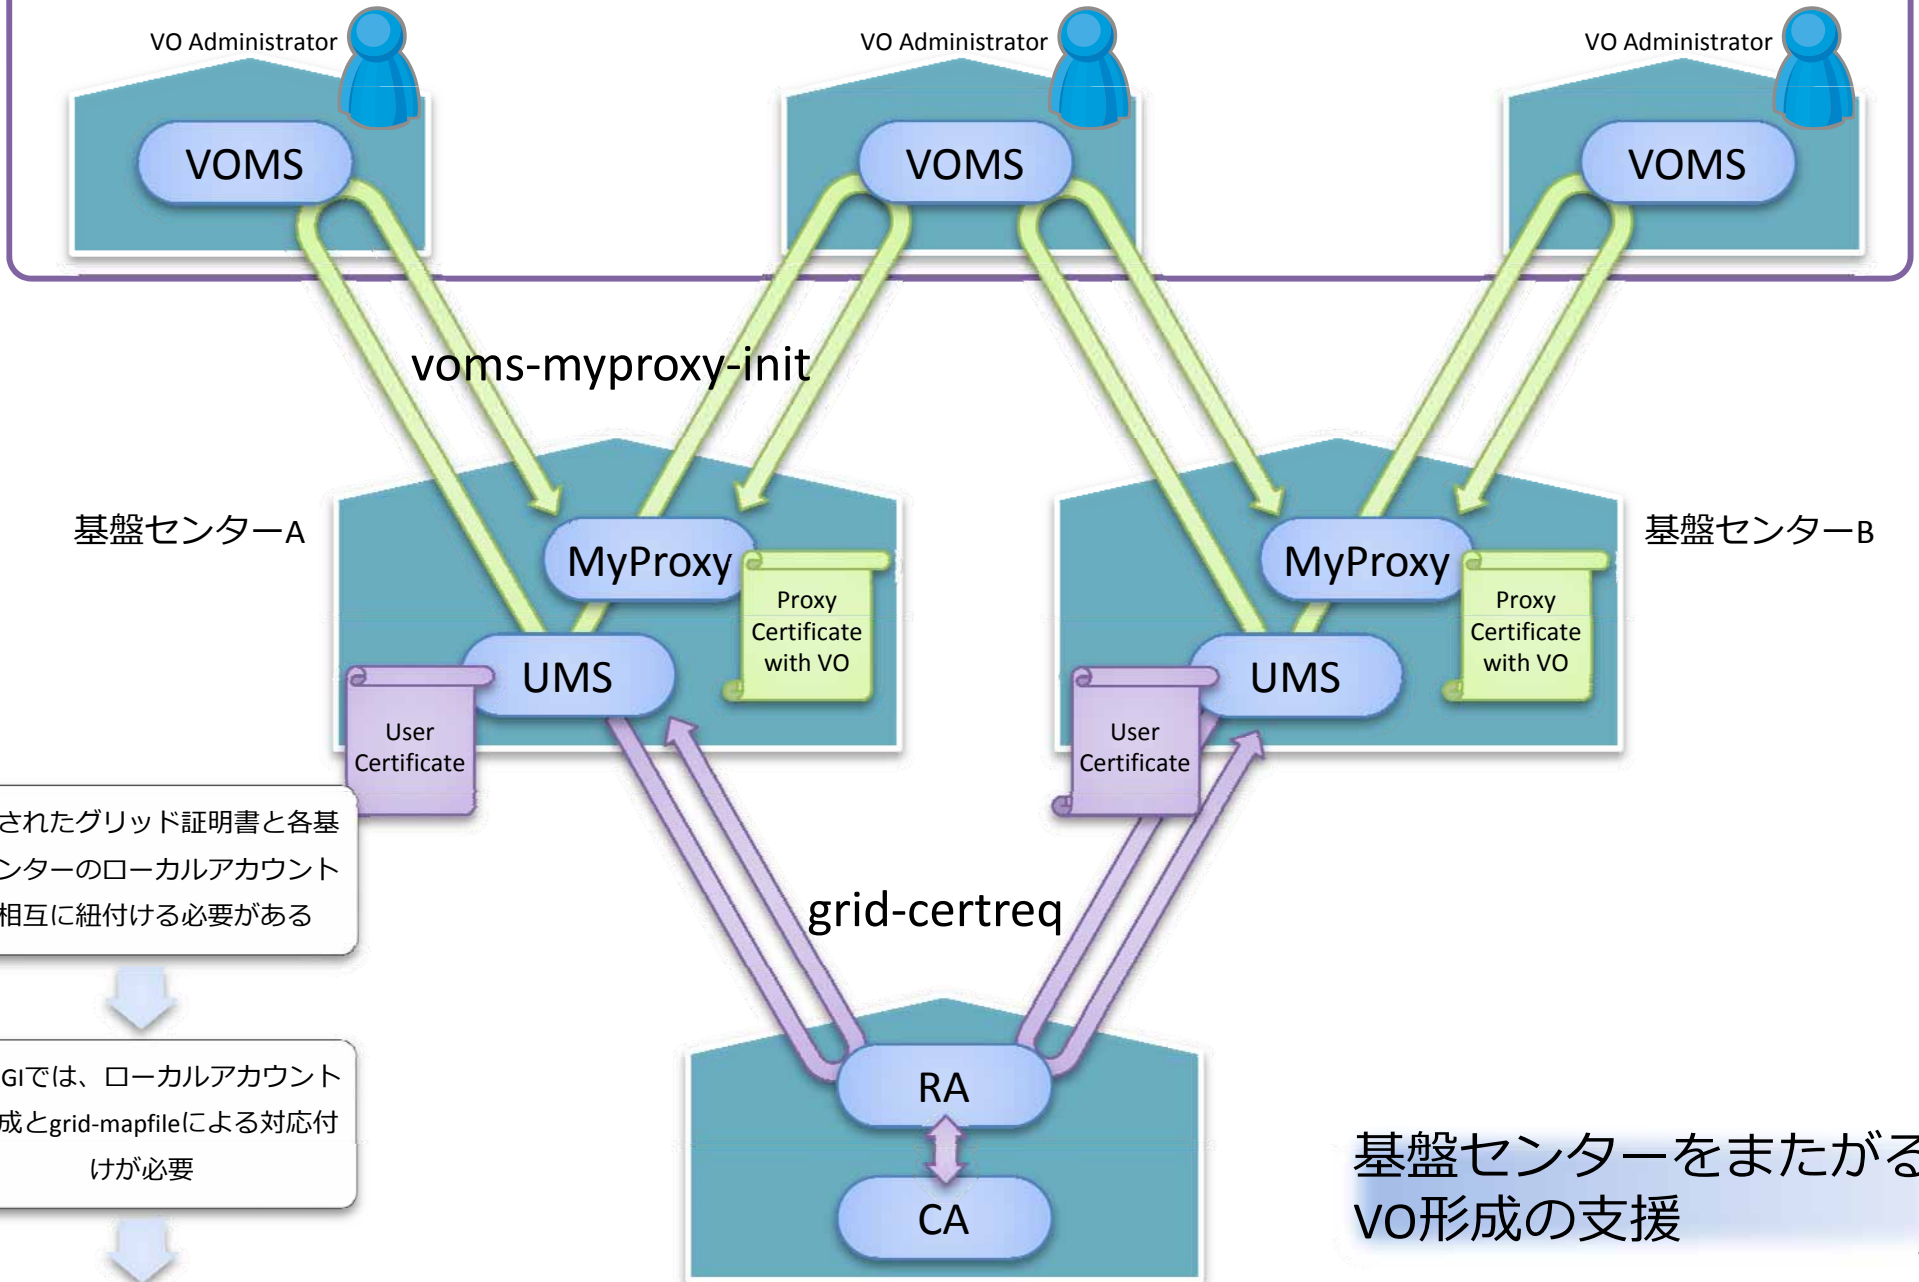 VO Administrator
VO Administrator
VO Administrator
VOMS
VOMS
VOMS
voms-myproxy-init
基盤センターA
基盤センターB
MyProxy
MyProxy
Proxy
Certificate
with VO
Proxy
Certificate
with VO
UMS
UMS
User
Certificate
User
Certificate
されたグリッド証明書と各基
ンターのローカルアカウント
相互に紐付ける必要がある
grid-certreq
GIでは、ローカルアカウント
成とgrid-mapfileによる対応付
けが必要
RA
CA
基盤センターをまたがる
VO形成の支援